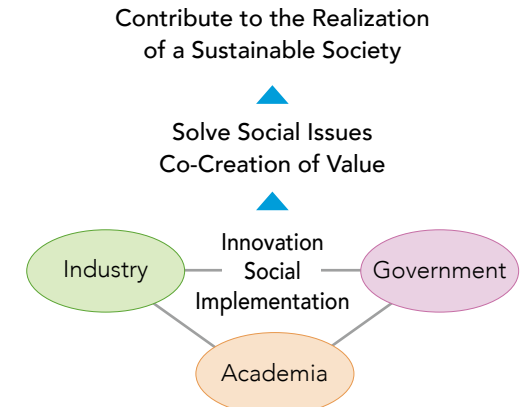 Contribute to the Realization
of a Sustainable Society
Solve Social Issues
Co-Creation of Value
Innovation
Social
Implementation
Industry
Government
Academia